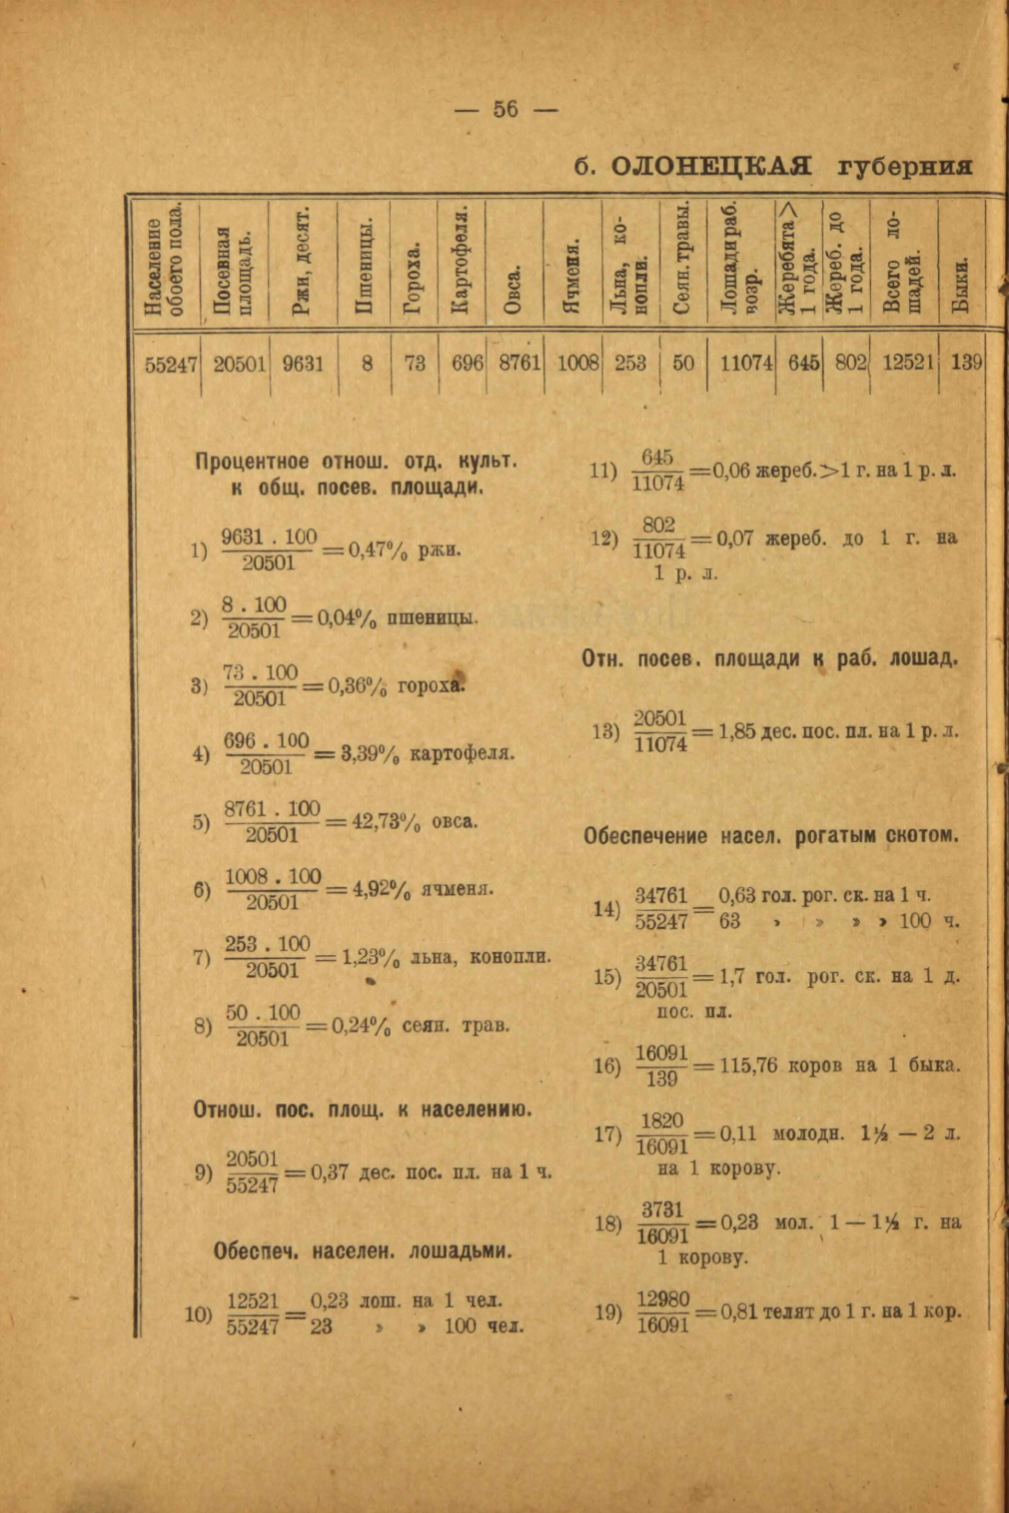 — 56 —
б. ОЛОНЕЦКАЯ губерния
Население обоего пола. Посевная площадь. Ржи, десят. Пшеницы. Гороха. Картофеля. Овса. Ячменя. Льна, ко-нопли. Сеян. травы. Лошади раб. возр. Жеребята > 1 года. Жереб. до 1 года. Всего ло-шадей. Быки.
55247 20501 9631 8 73 696 8761 1008 253 50 11074 645 802 12521 139
Процентное отнош. отд. культ.
к общ. посев. площади.
1) 9631 . 100 / 20501 = 0,47% ржи.
2) 8 . 100 / 20501 = 0,04% пшеницы.
3) 73 . 100 / 20501 = 0,36% гороха.
4) 696 . 100 / 20501 = 3,39% картофеля.
5) 8761 . 100 / 20501 = 42,73% овса.
6) 1008 . 100 / 20501 = 4,92% ячменя.
7) 253 . 100 / 20501 = 1,23% льна, конопли.
8) 50 . 100 / 20501 = 0,24% сеян. трав.
Отнош. пос. площ. к населению.
9) 20501 / 55247 = 0,37 дес. пос. пл. на 1 ч.
Обеспеч. населен. лошадьми.
10) 12521 / 55247 = 0,23 лош. на 1 чел.
23 » » 100 чел.
11) 645 / 11074 = 0,06 жереб. > 1 г. на 1 р. л.
12) 802 / 11074 = 0,07 жереб. до 1 г. на
1 р. л.
Отн. посев. площади к раб. лошад.
13) 20501 / 11074 = 1,85 дес. пос. пл. на 1 р. л.
Обеспечение насел. рогатым скотом.
14) 34761 / 55247 = 0,63 гол. рог. ск. на 1 ч.
63 » » » » 100 ч.
15) 34761 / 20501 = 1,7 гол. рог. ск. на 1 д.
пос. пл.
16) 16091 / 139 = 115,76 коров на 1 быка.
17) 1820 / 16091 = 0,11 молодн. 1½ — 2 л.
на 1 корову.
18) 3731 / 16091 = 0,23 мол. 1 — 1½ г. на
1 корову.
19) 12980 / 16091 = 0,81 телят до 1 г. на 1 кор.